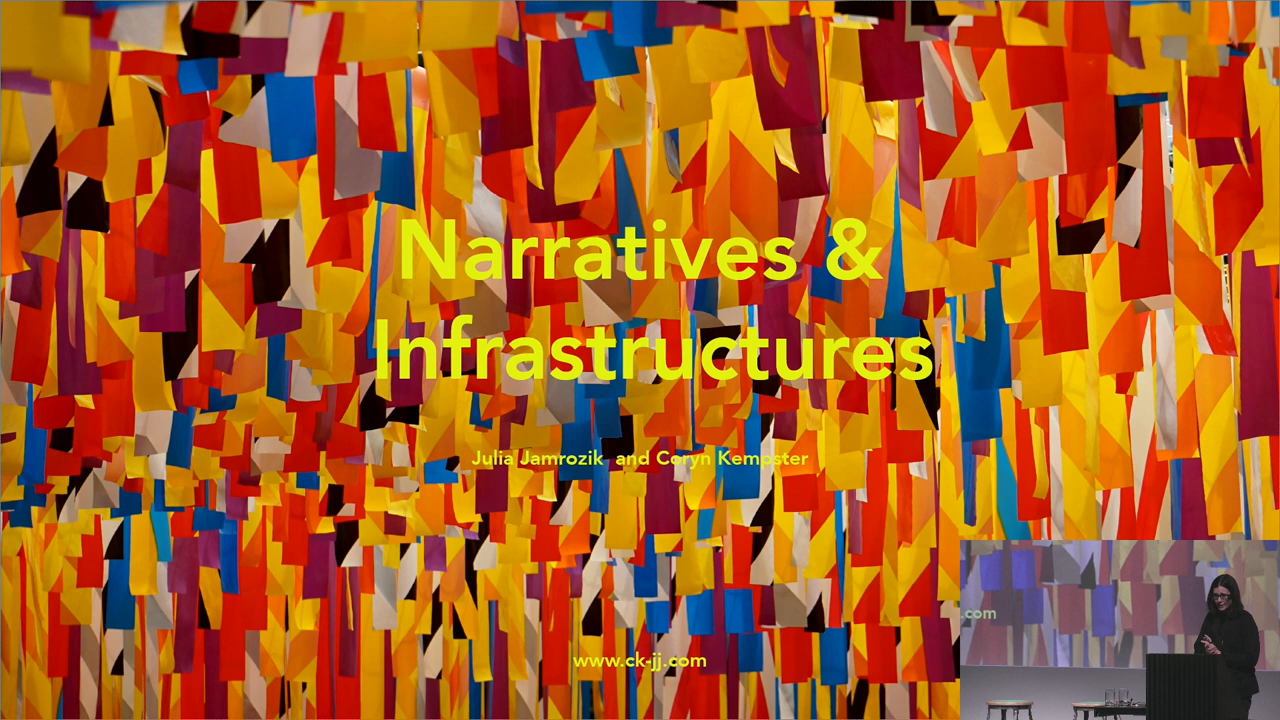 Narratives &
Infrastructures
Julia Jamrozik and Coryn Kempster
www.ck-jj.com
.com